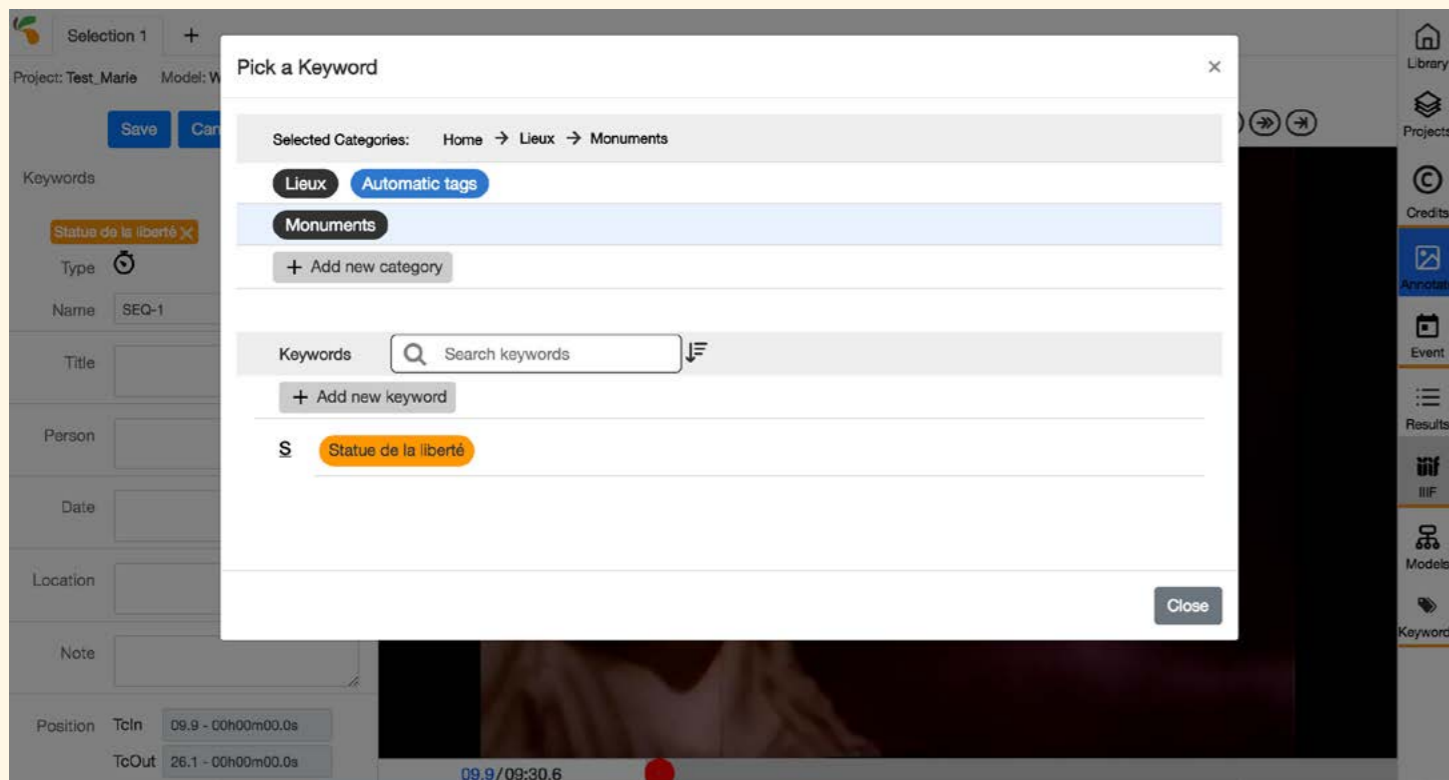 Selection 1 +
Project: Test_Marie Model: W
Save Can
Keywords
Statue de la liberté
Type
Name SEQ-1
Title
Person
Date
Location
Note
Position TcIn 09.9 - 00h00m00.0s
TcOut 26.1 - 00h00m00.0s
Pick a Keyword ×
Selected Categories: Home → Lieux → Monuments
Lieux Automatic tags
Monuments
+ Add new category
Keywords Search keywords
+ Add new keyword
S Statue de la liberté
Close
09.9/09:30.6
Library
Projects
Credits
Annotat
Event
Results
iiif
IIIF
Models
Keyword